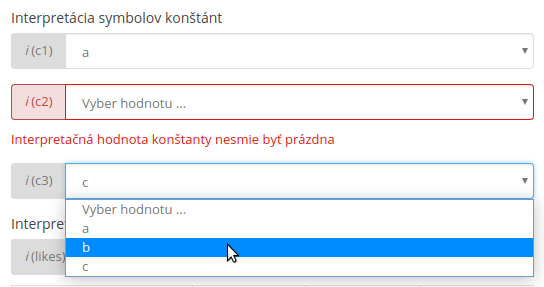 Interpretácia symbolov konštánt
i (c1) a
i (c2) Vyber hodnotu ...
Interpretačná hodnota konštanty nesmie byť prázdna
i (c3) c
Vyber hodnotu ...
Interpre
a
i (likes) b
c